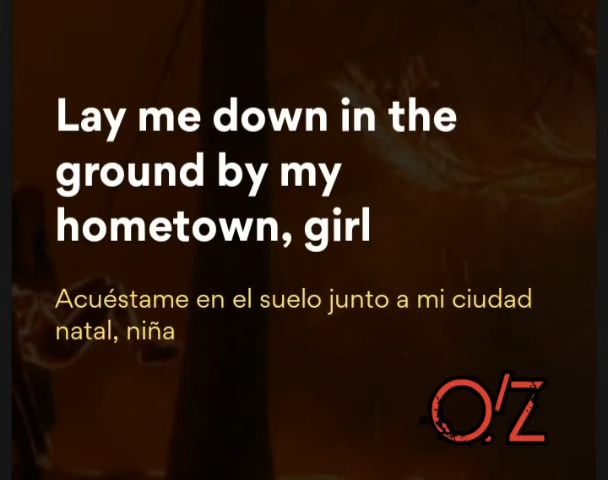 Lay me down in the
ground by my
hometown, girl
Acuéstame en el suelo junto a mi ciudad
natal, niña
O'Z